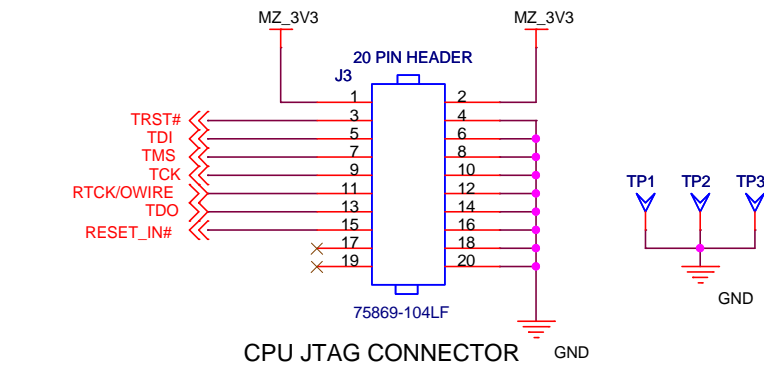 MZ_3V3 MZ_3V3
20 PIN HEADER
J3
1 2
TRST# 3 4
TDI 5 6
TMS 7 8
TCK 9 10
RTCK/OWIRE 11 12
TDO 13 14
RESET_IN# 15 16
17 18
19 20
TP1 TP2 TP3
GND
75869-104LF
CPU JTAG CONNECTOR GND